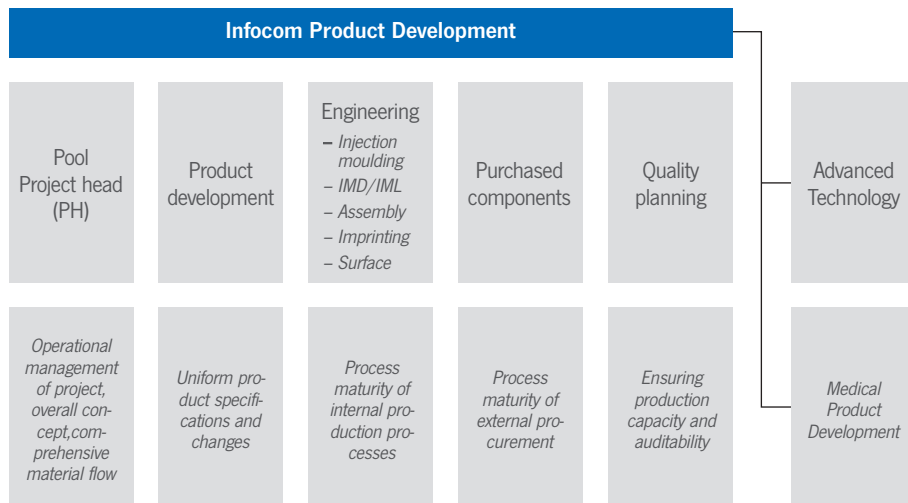 Infocom Product Development
Pool
Project head
(PH)
Product
development
Engineering
– Injection
moulding
– IMD/IML
– Assembly
– Imprinting
– Surface
Purchased
components
Quality
planning
Advanced
Technology
Operational
management
of project,
overall con-
cept,com-
prehensive
material flow
Uniform pro-
duct specifi-
cations and
changes
Process
maturity of
internal pro-
duction pro-
cesses
Process
maturity of
external pro-
curement
Ensuring
production
capacity and
auditability
Medical
Product
Development